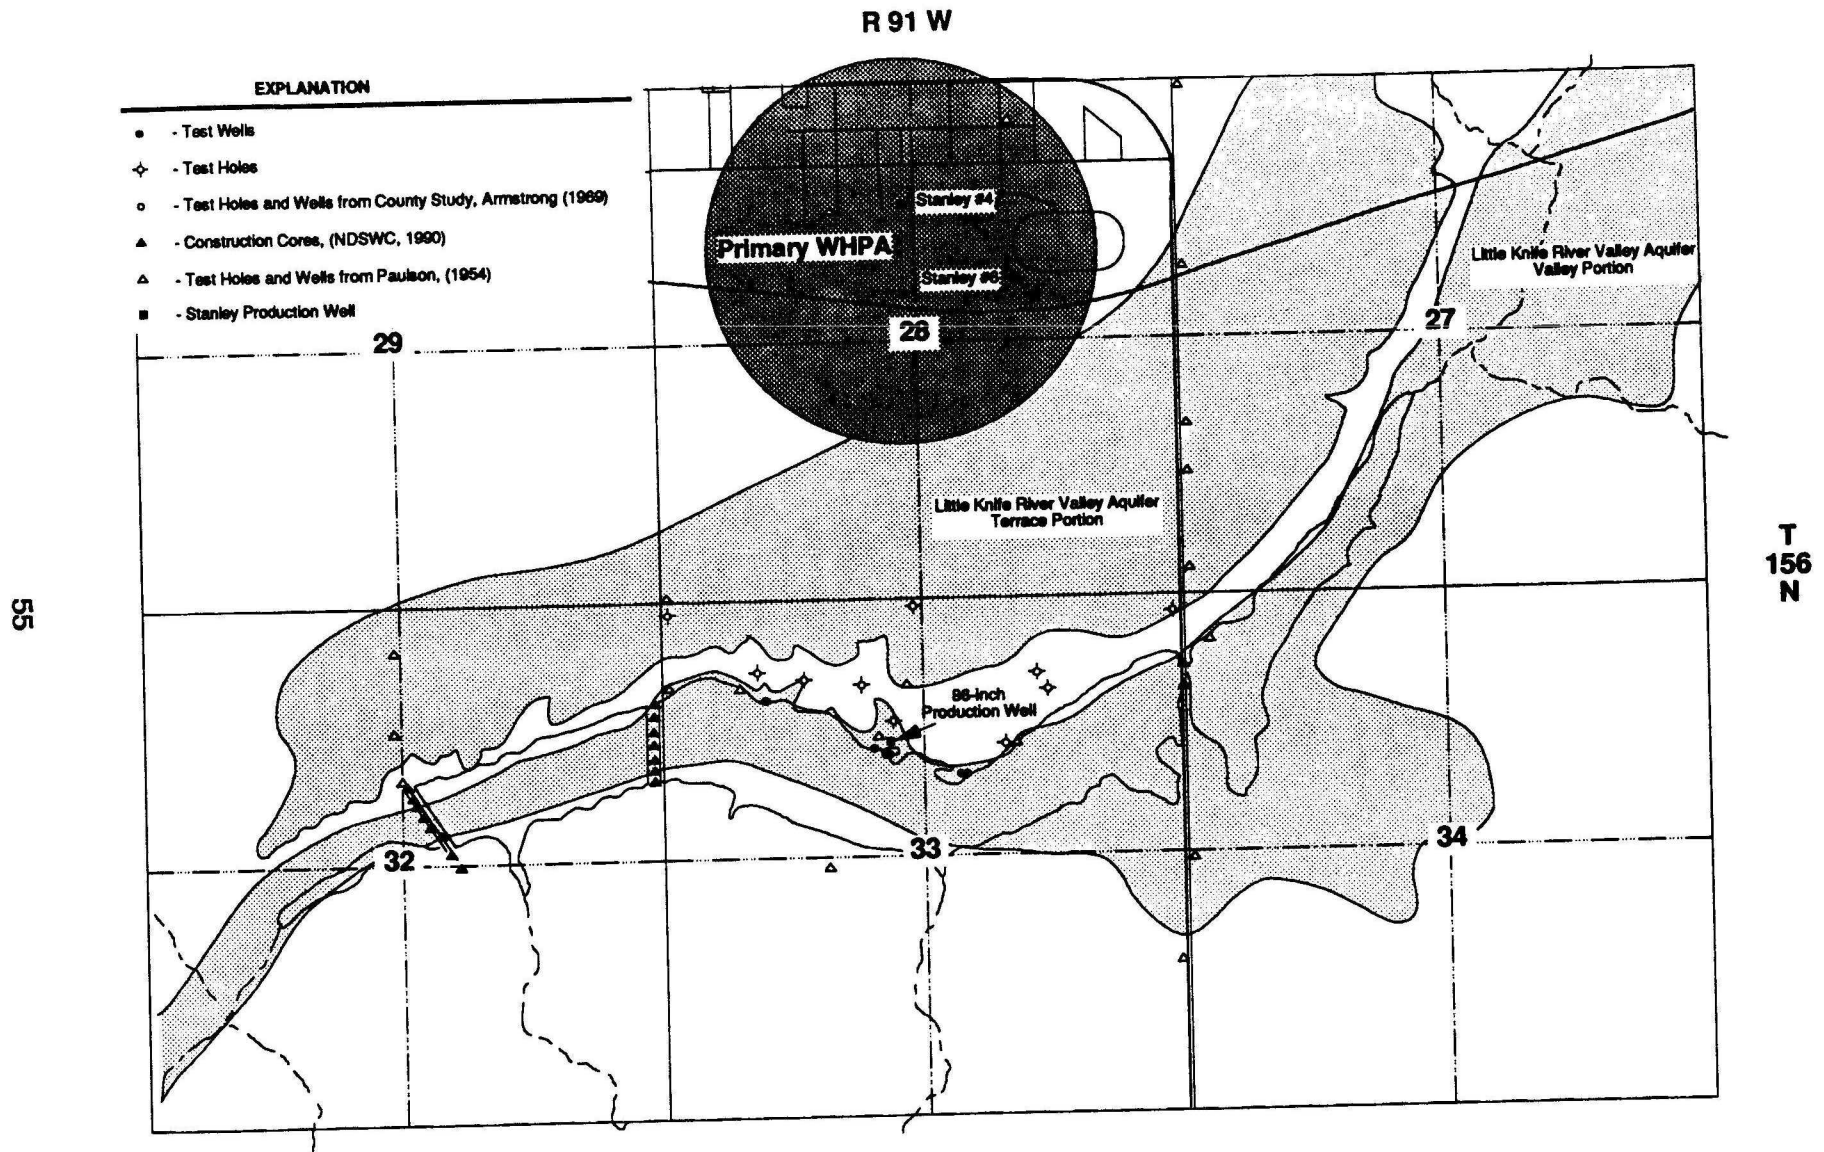 R 91 W
EXPLANATION
- Test Wells
- Test Holes
- Test Holes and Wells from County Study, Armstrong (1969)
- Construction Cores, (NDSWC, 1990)
- Test Holes and Wells from Paulson, (1954)
- Stanley Production Well
Stanley #4
Primary WHPA
Stanley #6
Little Knife River Valley Aquifer
Valley Portion
29
28
27
Little Knife River Valley Aquifer
Terrace Portion
T
156
N
55
86-inch
Production Well
32
33
34